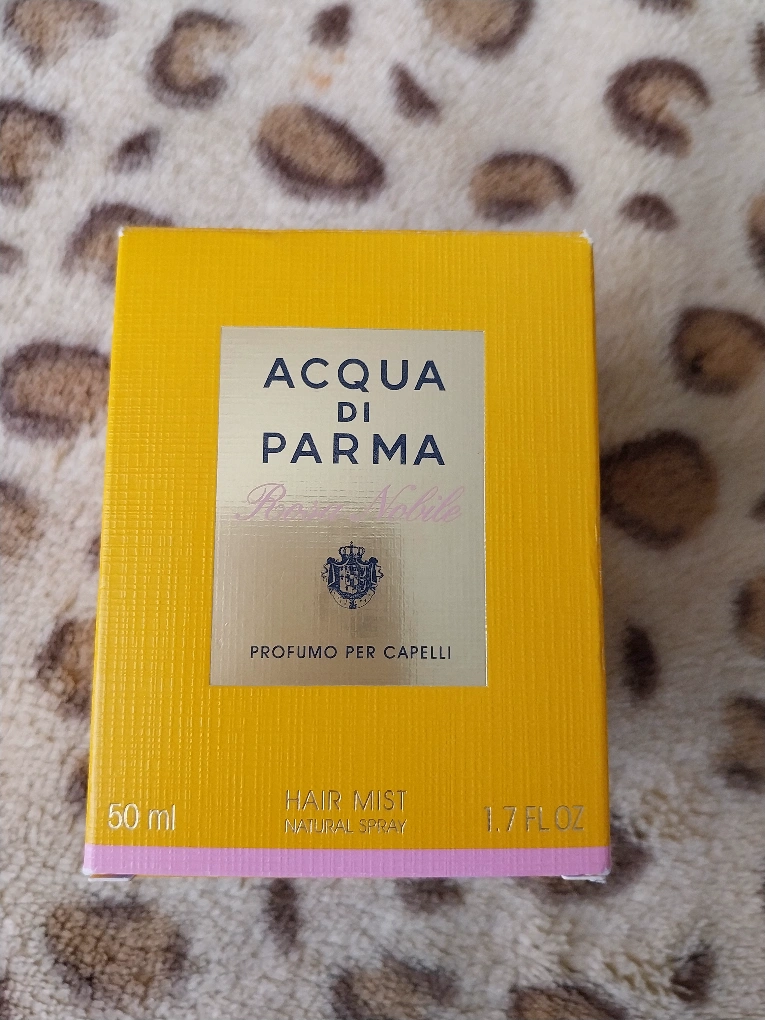 ACQUA
DI
PARMA
Rosa Nobile
PROFUMO PER CAPELLI
HAIR MIST
NATURAL SPRAY
50 ml
1.7 FL OZ